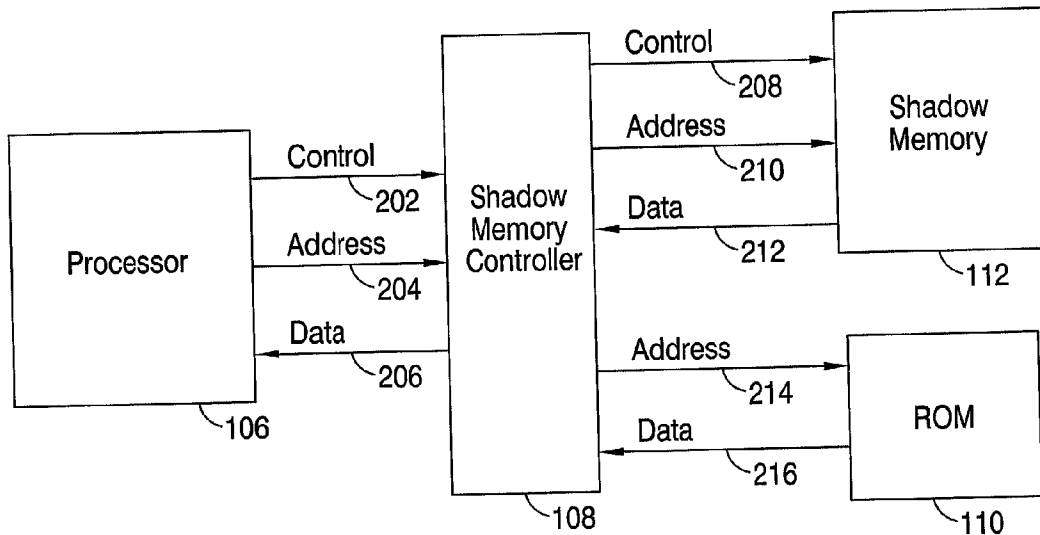 Control
208
Shadow
Memory
Address
210
Control
202
Shadow
Memory
Controller
Data
212
112
Processor
Address
204
Data
206
Address
214
106
ROM
Data
216
108
110